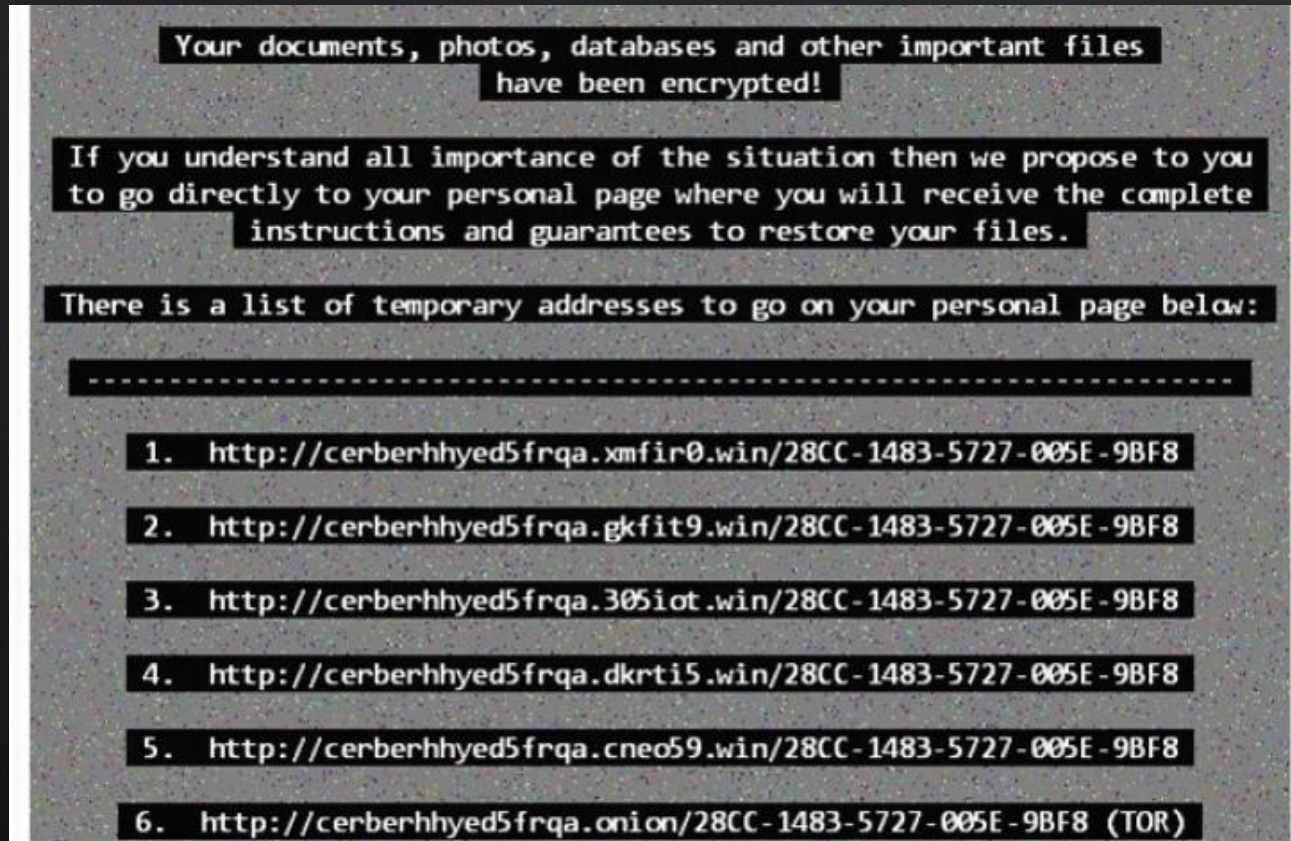 Your documents, photos, databases and other important files
have been encrypted!
If you understand all importance of the situation then we propose to you
to go directly to your personal page where you will receive the complete
instructions and guarantees to restore your files.
There is a list of temporary addresses to go on your personal page below:
-----------------------------------------------------------------------
1. http://cerberhhyed5frqa.xmfir0.win/28CC-1483-5727-005E-9BF8
2. http://cerberhhyed5frqa.gkfit9.win/28CC-1483-5727-005E-9BF8
3. http://cerberhhyed5frqa.305iot.win/28CC-1483-5727-005E-9BF8
4. http://cerberhhyed5frqa.dkrti5.win/28CC-1483-5727-005E-9BF8
5. http://cerberhhyed5frqa.cneo59.win/28CC-1483-5727-005E-9BF8
6. http://cerberhhyed5frqa.onion/28CC-1483-5727-005E-9BF8 (TOR)